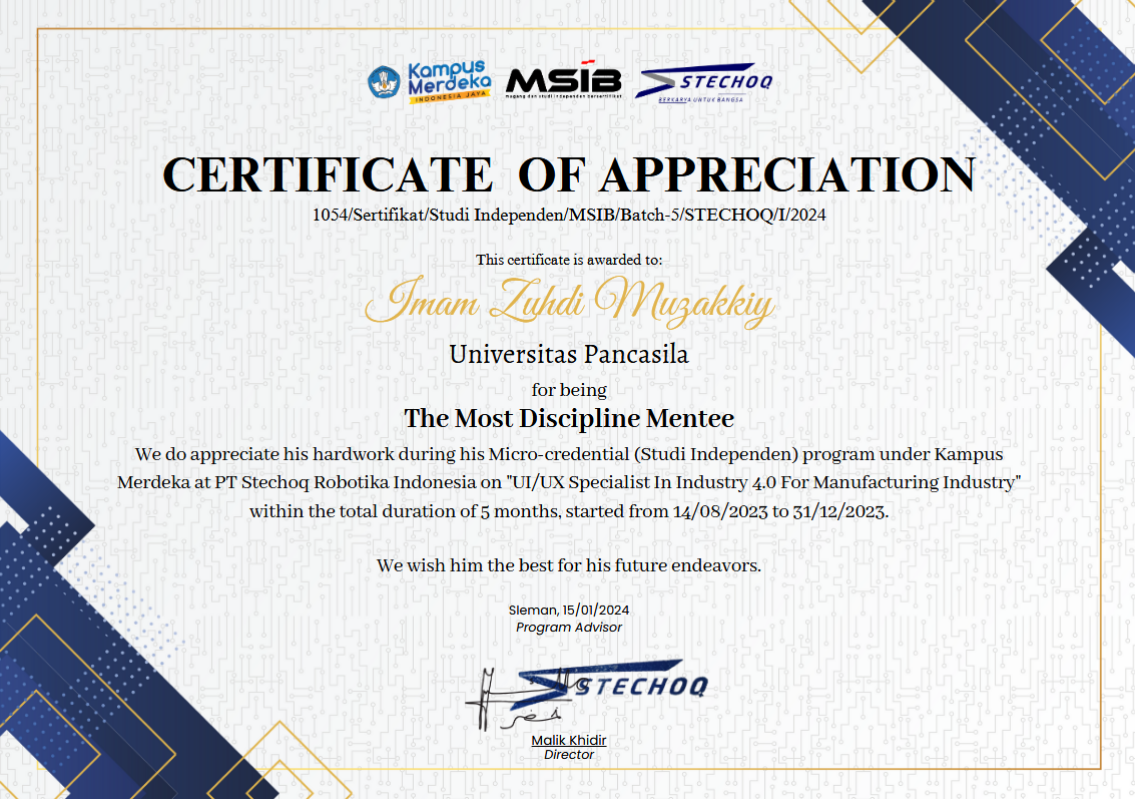 Kampus
Merdeka
INDONESIA JAYA
MSIB
magang dan studi independen bersertifikat
STECHOQ
BERKARYA UNTUK BANGSA
CERTIFICATE OF APPRECIATION
1054/Sertifikat/Studi Independen/MSIB/Batch-5/STECHOQ/I/2024
This certificate is awarded to:
Imam Zuhdi Muzakkiy
Universitas Pancasila
for being
The Most Discipline Mentee
We do appreciate his hardwork during his Micro-credential (Studi Independen) program under Kampus
Merdeka at PT Stechoq Robotika Indonesia on "UI/UX Specialist In Industry 4.0 For Manufacturing Industry"
within the total duration of 5 months, started from 14/08/2023 to 31/12/2023.
We wish him the best for his future endeavors.
Sleman, 15/01/2024
Program Advisor
STECHOQ
Malik Khidir
Director